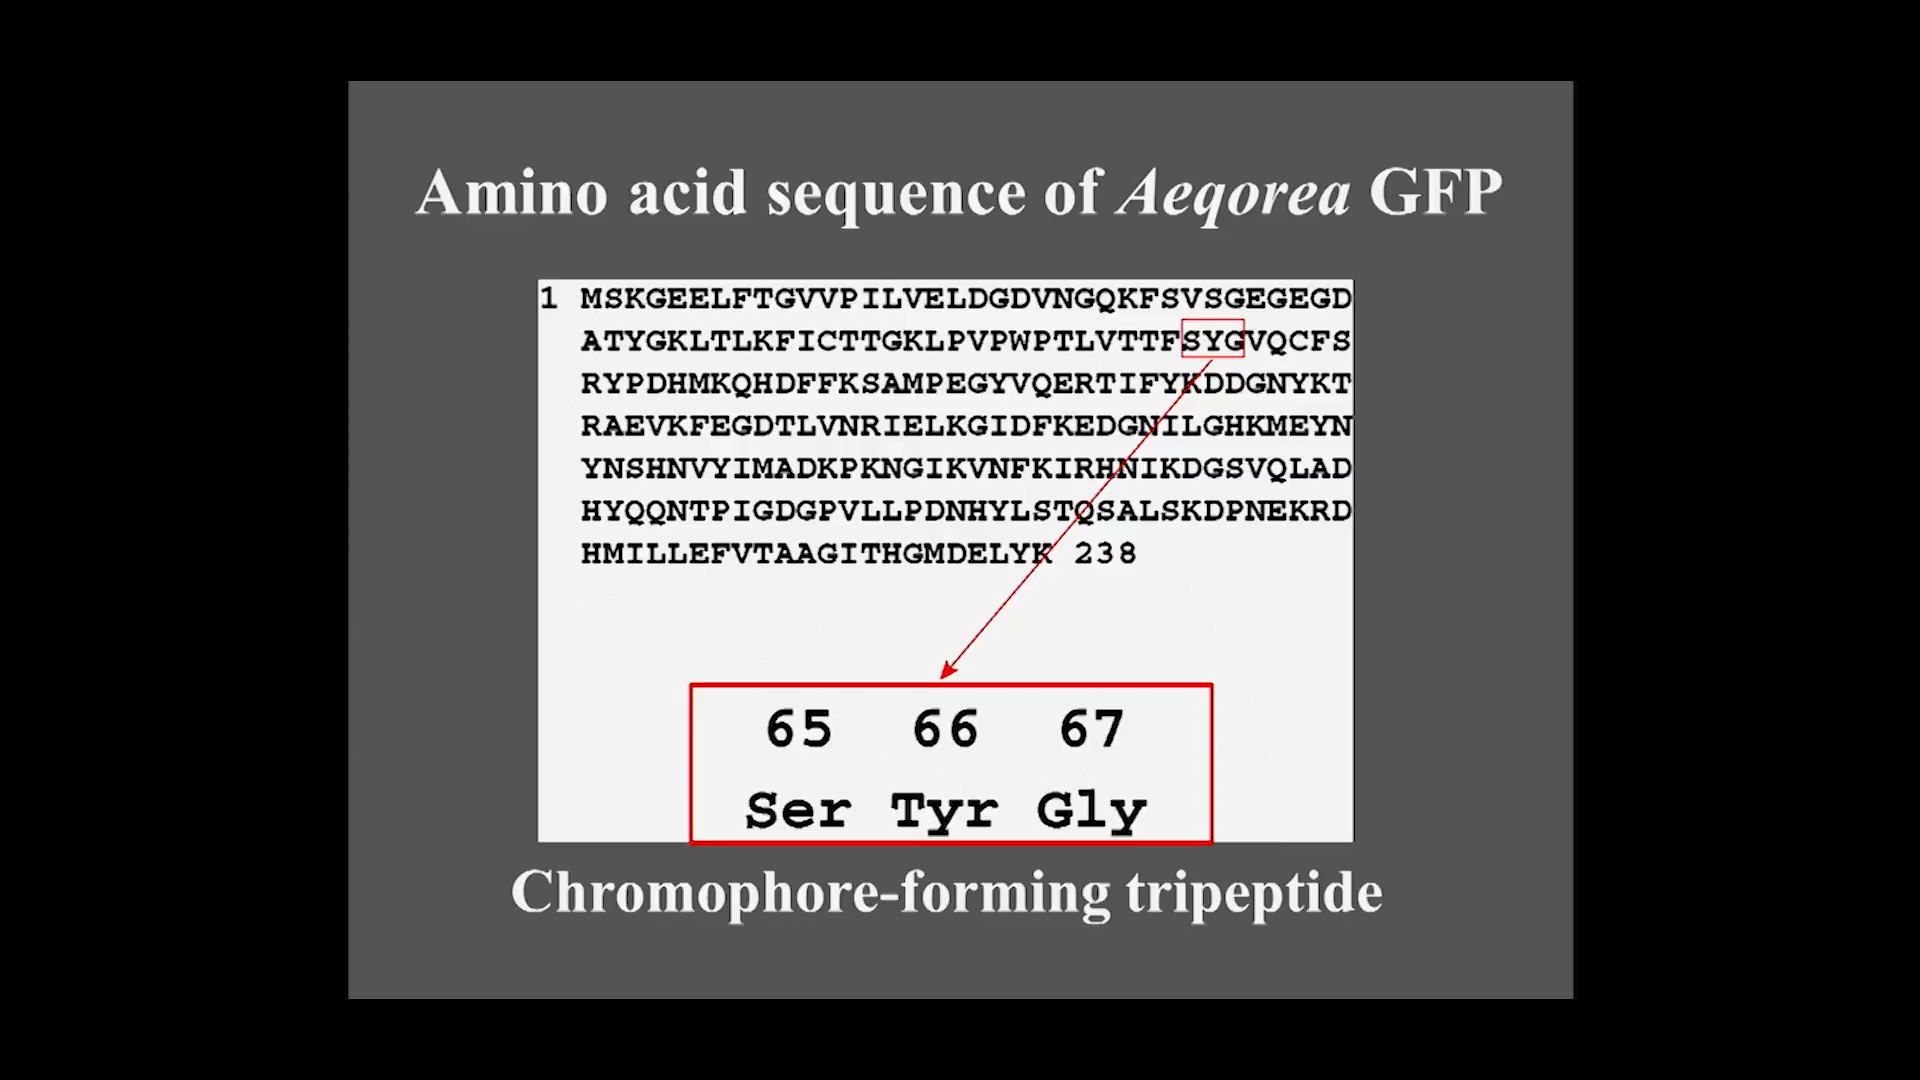 Amino acid sequence of Aeqorea GFP
1 MSKGEELFTGVVPILVELDGDVNGQKFSVSGEGEGD
ATYGKLTLKFICTTGKLPVPWPTLVTTFSYGVQCFS
RYPDHMKQHDFFKSAMPEGYVQERTIFYKDDGNYKT
RAEVKFEGDTLVNRIELKGIDFKEDGNILGHKMEYN
YNSHNVYIMADKPKNGIKVNFKIRHNIKDGSVQLAD
HYQQNTPIGDGPVLLPDNHYLSTQSALSKDPNEKRD
HMILLEFVTAAGITHGMDELYK 238
65 66 67
Ser Tyr Gly
Chromophore-forming tripeptide